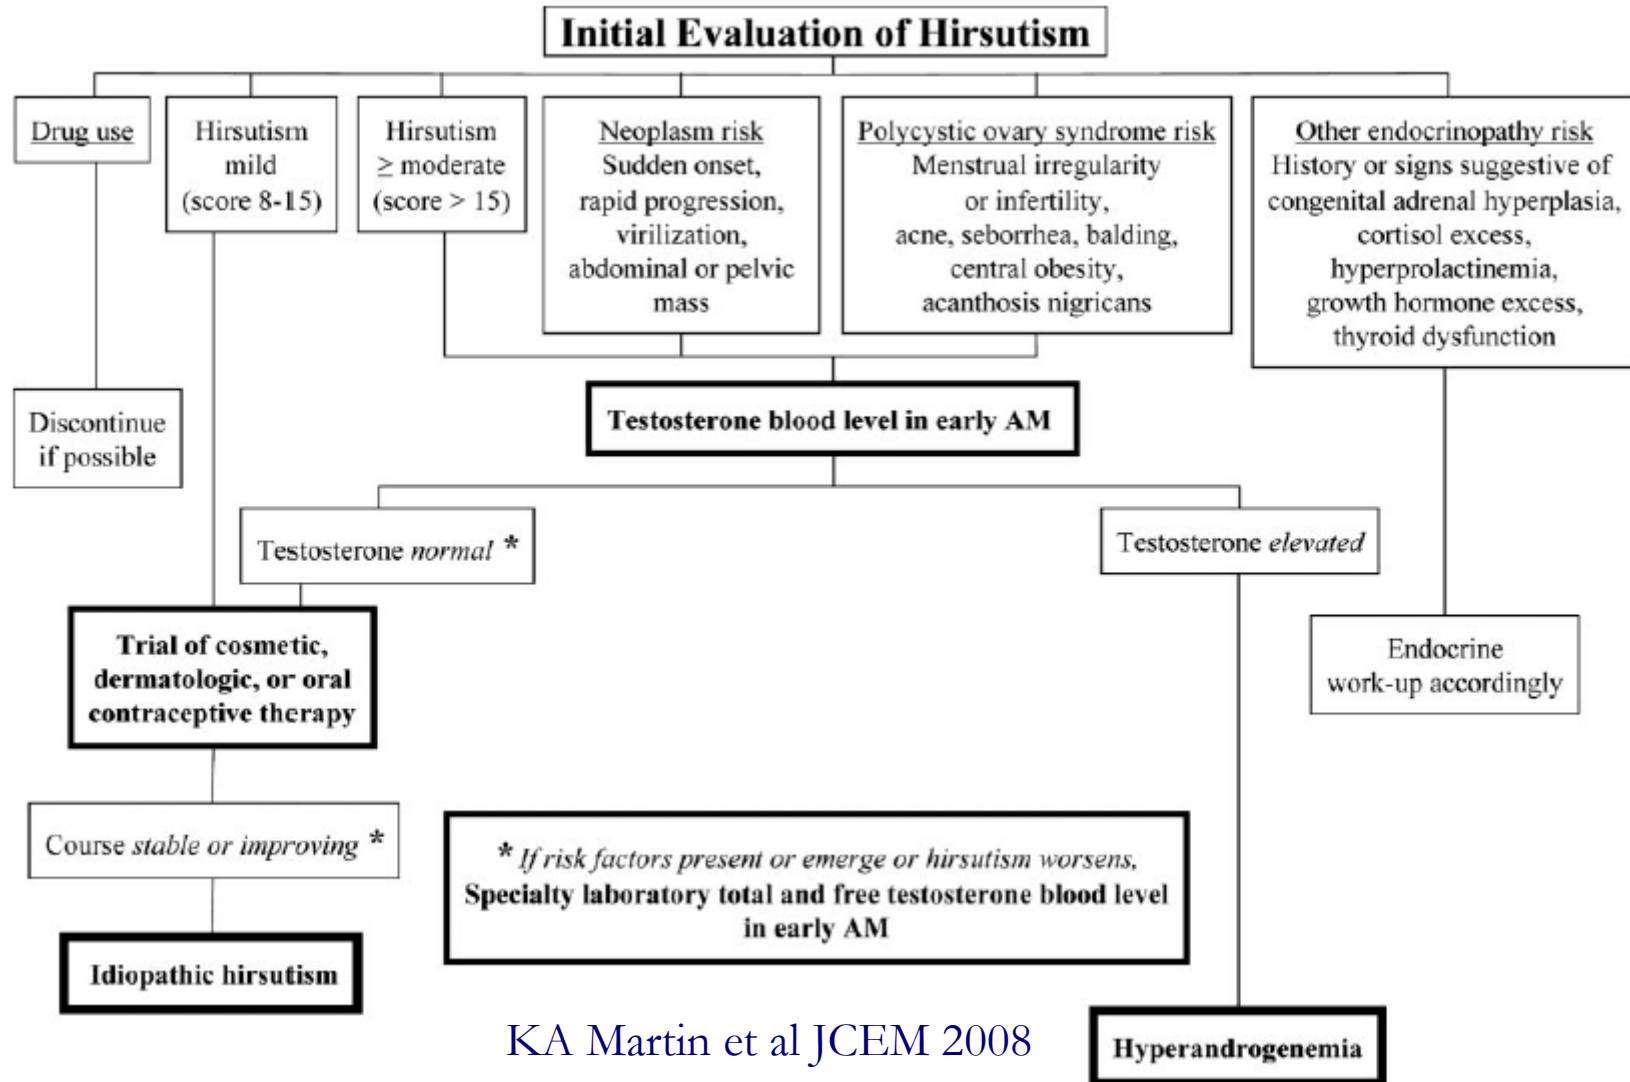 Initial Evaluation of Hirsutism
Drug use
Hirsutism
mild
(score 8-15)
Hirsutism
≥ moderate
(score > 15)
Neoplasm risk
Sudden onset,
rapid progression,
virilization,
abdominal or pelvic
mass
Polycystic ovary syndrome risk
Menstrual irregularity
or infertility,
acne, seborrhea, balding,
central obesity,
acanthosis nigricans
Other endocrinopathy risk
History or signs suggestive of
congenital adrenal hyperplasia,
cortisol excess,
hyperprolactinemia,
growth hormone excess,
thyroid dysfunction
Discontinue
if possible
Testosterone blood level in early AM
Testosterone normal *
Testosterone elevated
Trial of cosmetic,
dermatologic, or oral
contraceptive therapy
Endocrine
work-up accordingly
Course stable or improving *
* If risk factors present or emerge or hirsutism worsens,
Specialty laboratory total and free testosterone blood level
in early AM
Idiopathic hirsutism
KA Martin et al JCEM 2008
Hyperandrogenemia